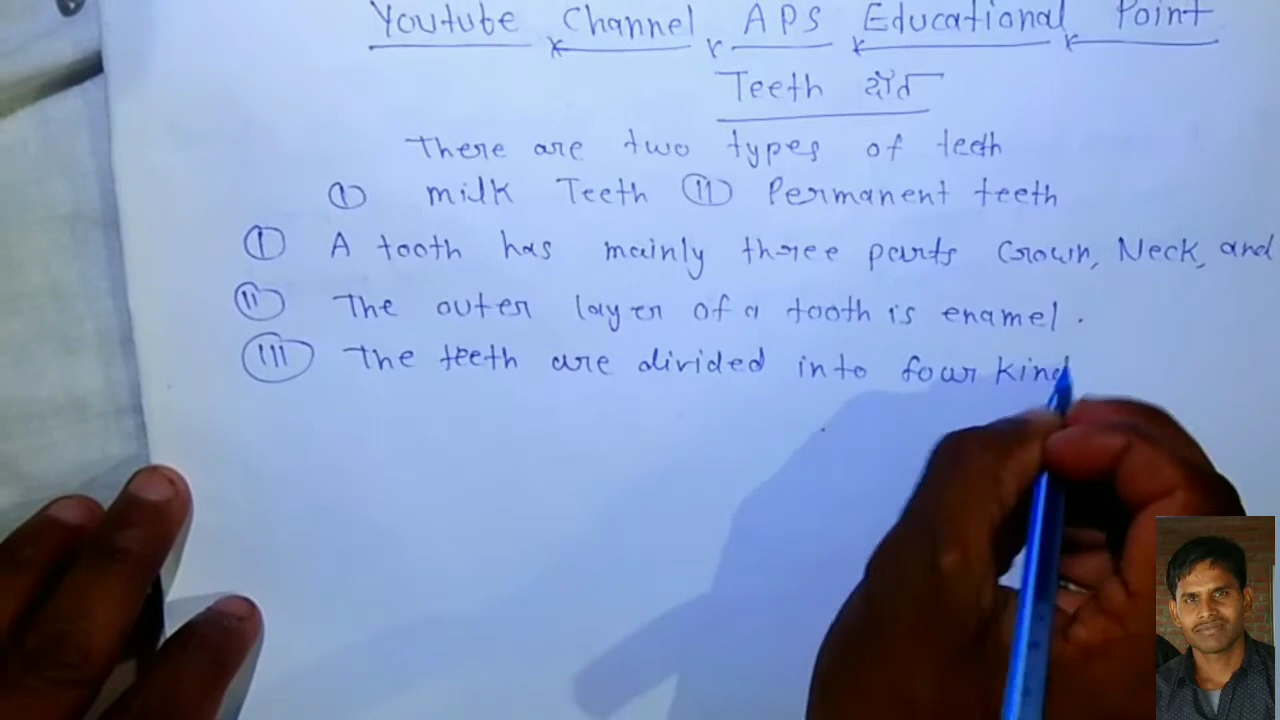 Youtube Channel APS Educational Point
Teeth दाँत
There are two types of teeth
(I) milk Teeth (II) Permanent teeth
(I) A tooth has mainly three parts Crown, Neck, and
(II) The outer layer of a tooth is enamel.
(III) The teeth are divided into four kind